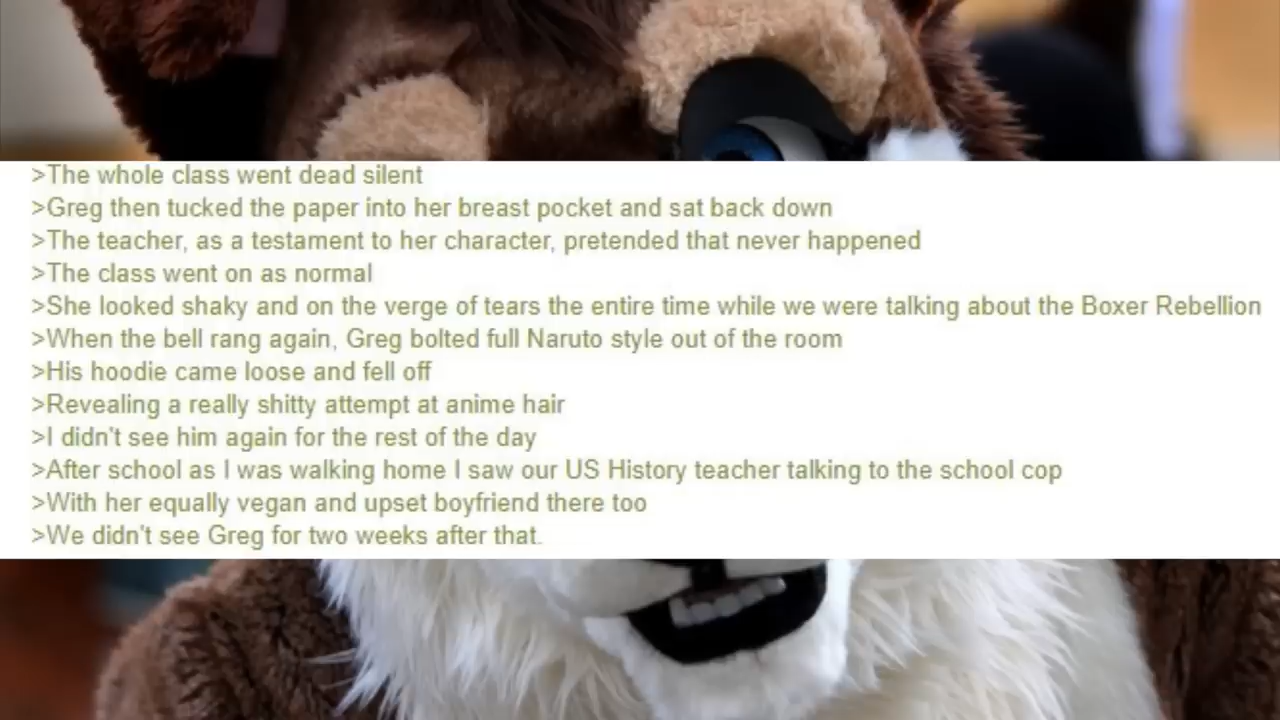 >The whole class went dead silent
>Greg then tucked the paper into her breast pocket and sat back down
>The teacher, as a testament to her character, pretended that never happened
>The class went on as normal
>She looked shaky and on the verge of tears the entire time while we were talking about the Boxer Rebellion
>When the bell rang again, Greg bolted full Naruto style out of the room
>His hoodie came loose and fell off
>Revealing a really shitty attempt at anime hair
>I didn't see him again for the rest of the day
>After school as I was walking home I saw our US History teacher talking to the school cop
>With her equally vegan and upset boyfriend there too
>We didn't see Greg for two weeks after that.